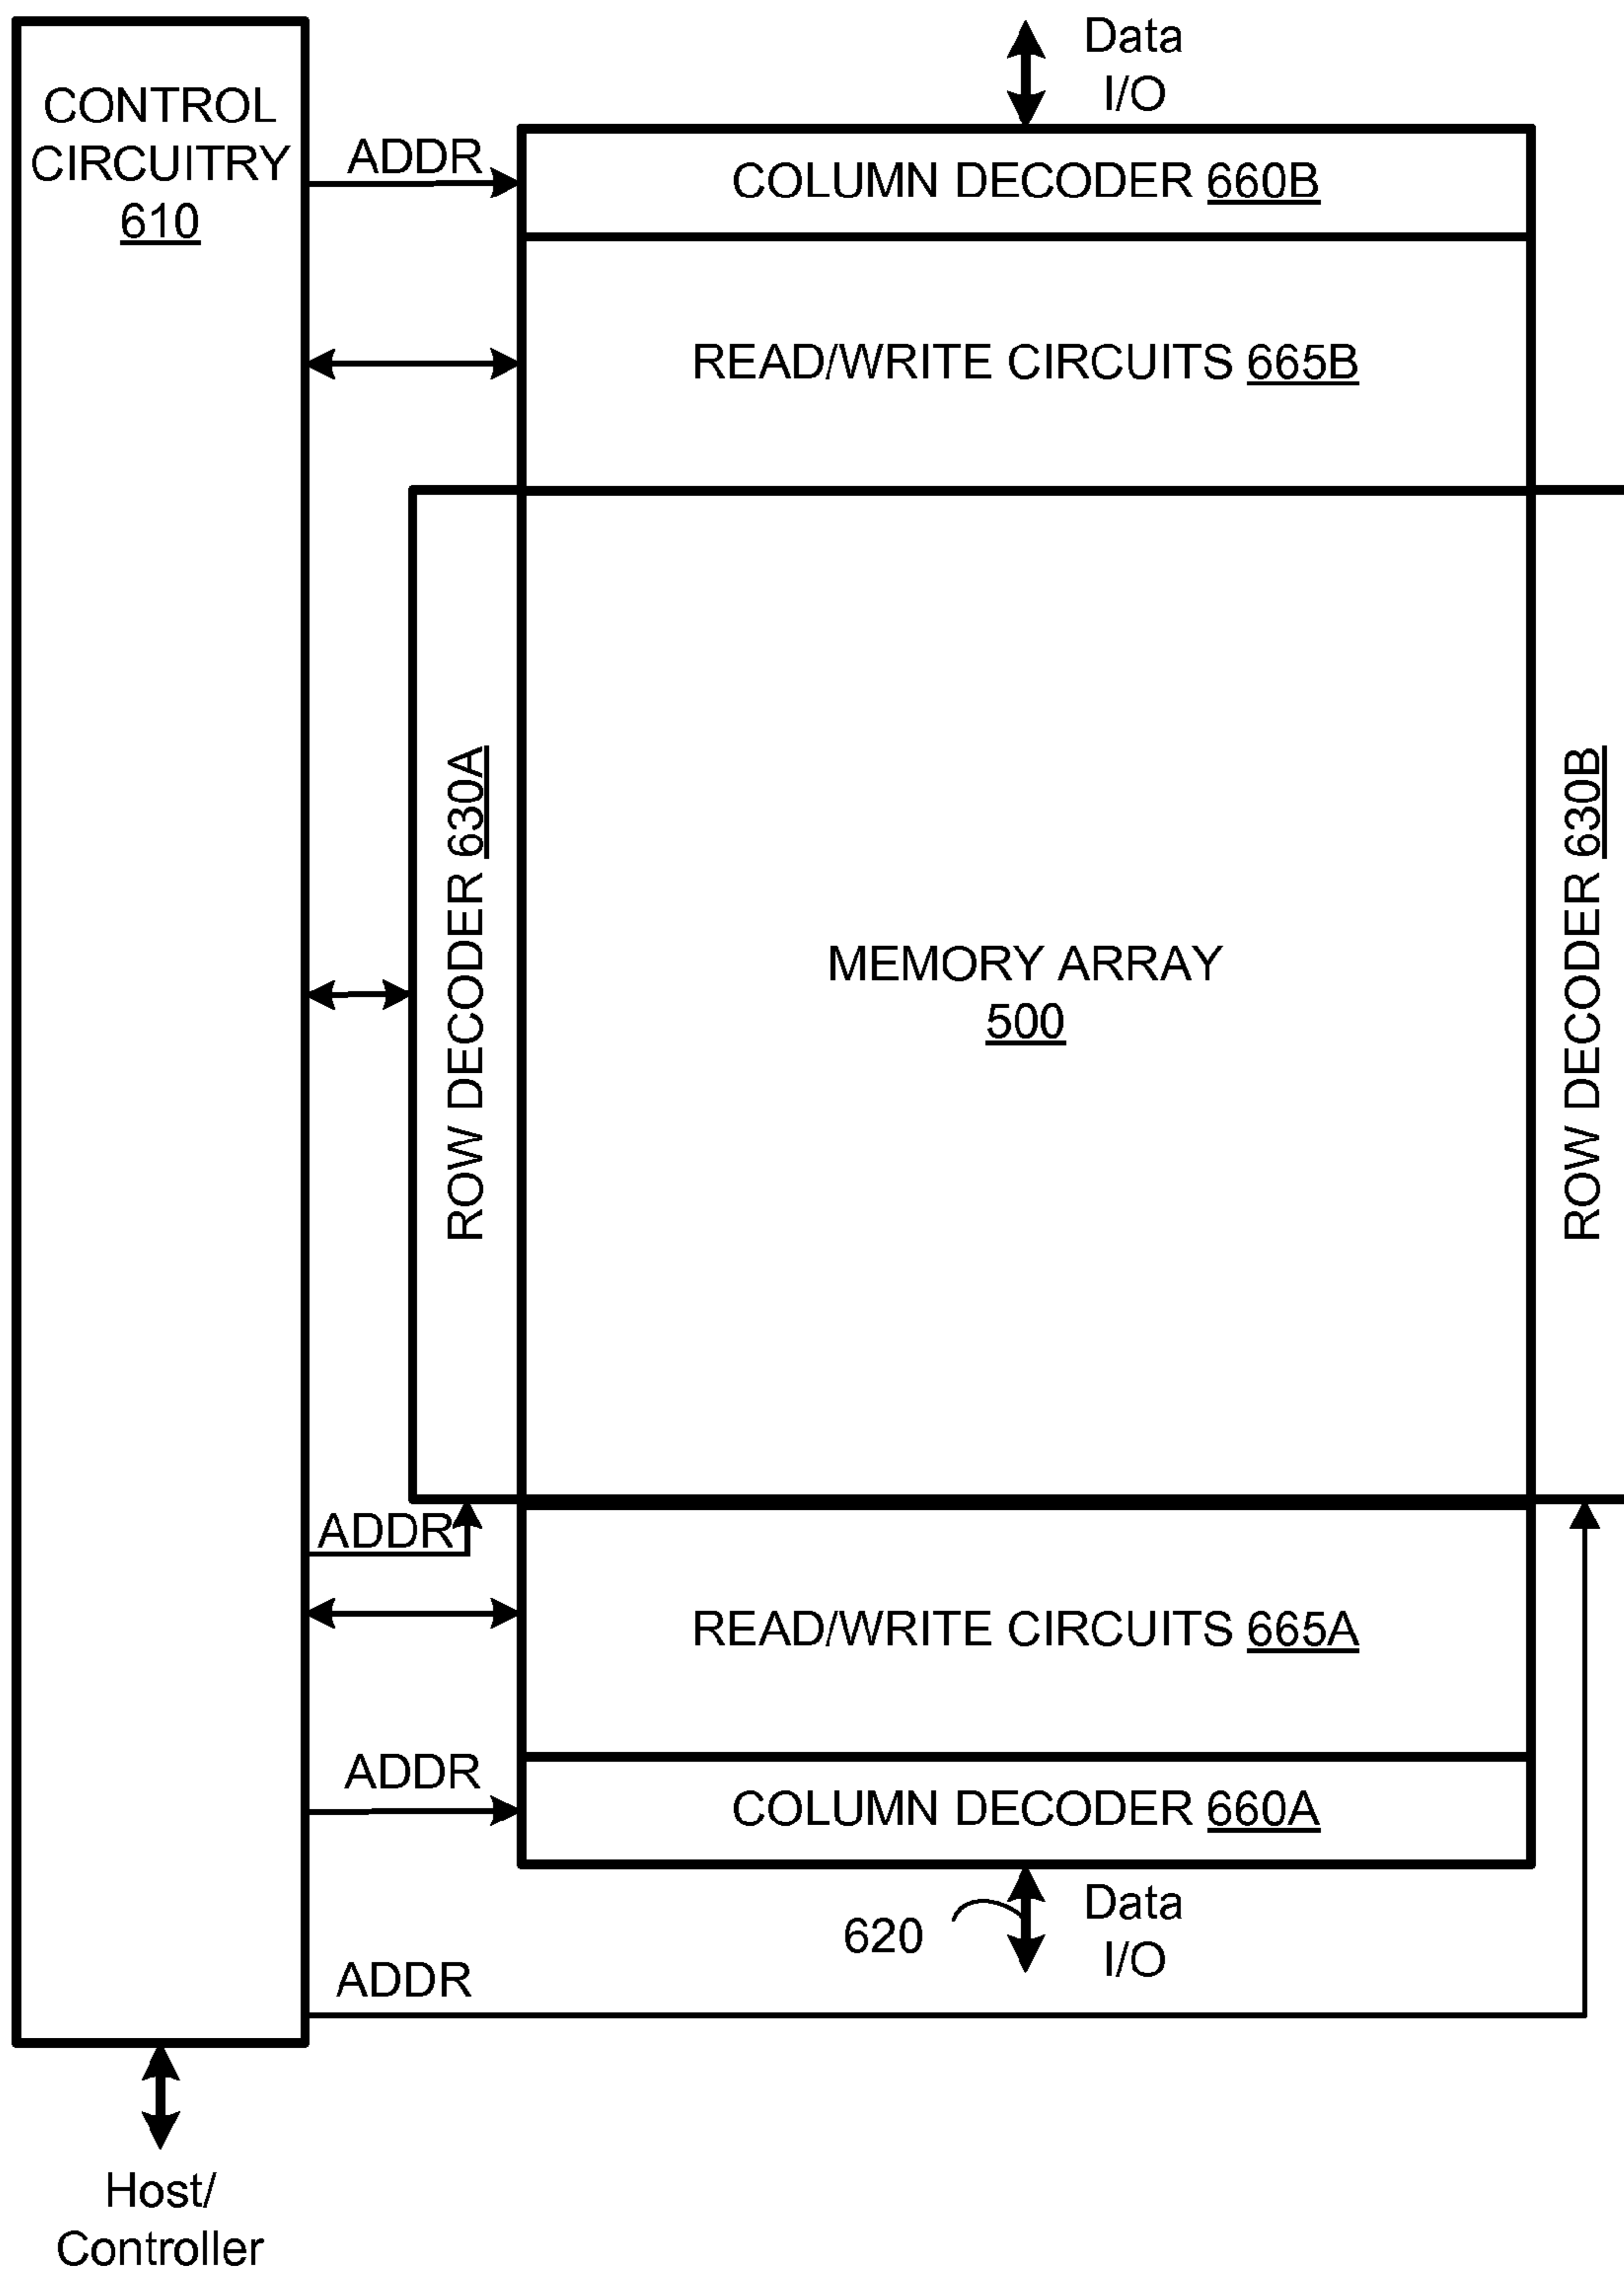 Data
I/O
CONTROL
CIRCUITRY
610
ADDR
COLUMN DECODER 660B
READ/WRITE CIRCUITS 665B
ROW DECODER 630A
MEMORY ARRAY
500
ROW DECODER 630B
ADDR
READ/WRITE CIRCUITS 665A
ADDR
COLUMN DECODER 660A
620
Data
I/O
ADDR
Host/
Controller